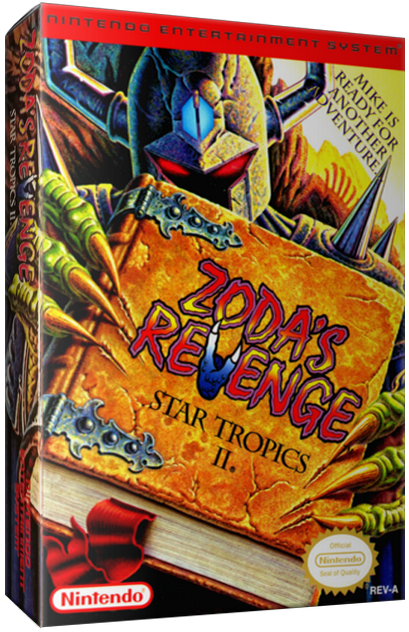 NINTENDO ENTERTAINMENT SYSTEM®
MIKE IS
READY FOR
ANOTHER
ADVENTURE
ZODA'S
REVENGE
STAR TROPICS
II®
Official
Nintendo
Seal of Quality
REV-A
Nintendo®
ZODA'S REVENGE
STAR TROPICS II